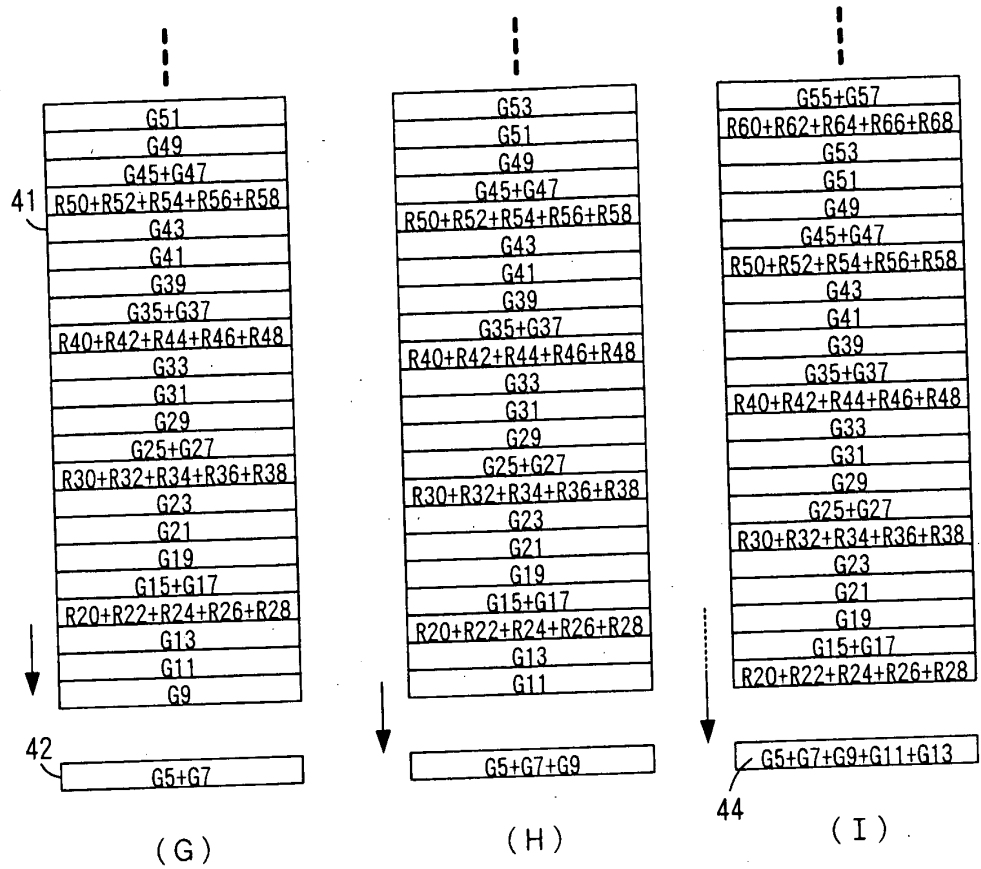 G51
G49
G45+G47
R50+R52+R54+R56+R58
G43
G41
G39
G35+G37
R40+R42+R44+R46+R48
G33
G31
G29
G25+G27
R30+R32+R34+R36+R38
G23
G21
G19
G15+G17
R20+R22+R24+R26+R28
G13
G11
G9
41
42
G5+G7
(G)
G53
G51
G49
G45+G47
R50+R52+R54+R56+R58
G43
G41
G39
G35+G37
R40+R42+R44+R46+R48
G33
G31
G29
G25+G27
R30+R32+R34+R36+R38
G23
G21
G19
G15+G17
R20+R22+R24+R26+R28
G13
G11
G5+G7+G9
(H)
G55+G57
R60+R62+R64+R66+R68
G53
G51
G49
G45+G47
R50+R52+R54+R56+R58
G43
G41
G39
G35+G37
R40+R42+R44+R46+R48
G33
G31
G29
G25+G27
R30+R32+R34+R36+R38
G23
G21
G19
G15+G17
R20+R22+R24+R26+R28
G5+G7+G9+G11+G13
44
(I)